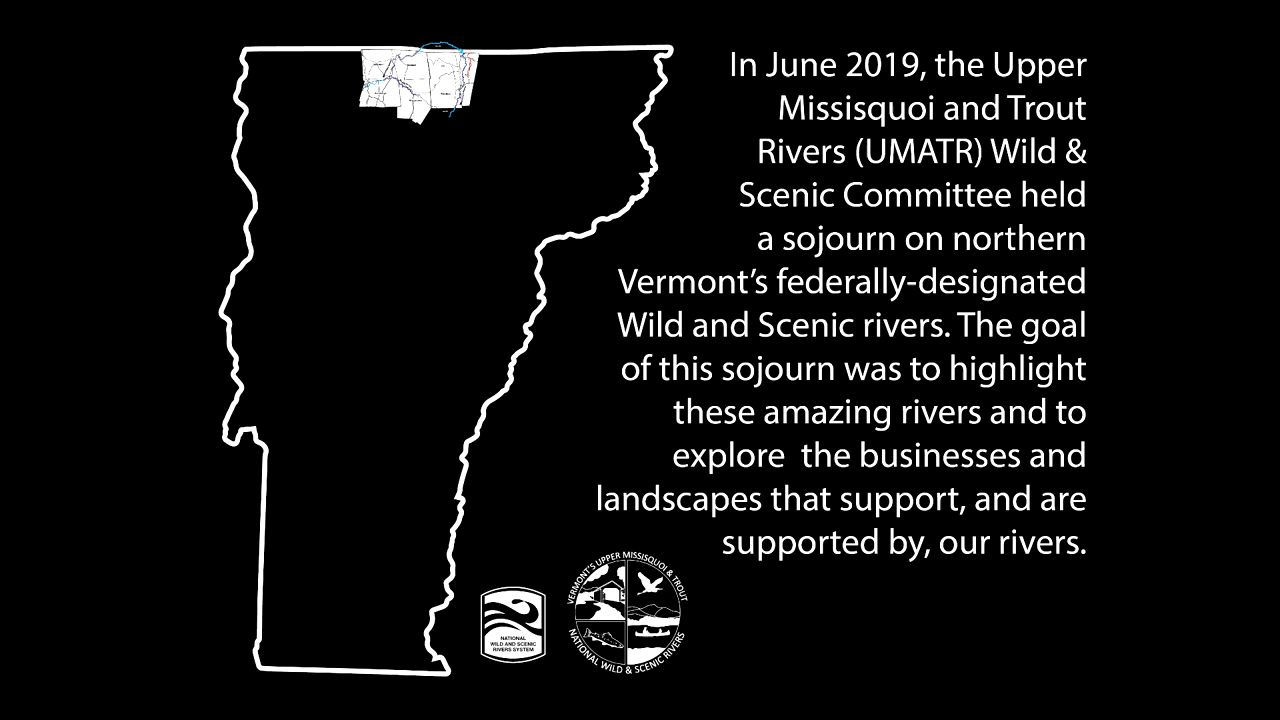 In June 2019, the Upper
Missisquoi and Trout
Rivers (UMATR) Wild &
Scenic Committee held
a sojourn on northern
Vermont’s federally-designated
Wild and Scenic rivers. The goal
of this sojourn was to highlight
these amazing rivers and to
explore  the businesses and
landscapes that support, and are
supported by, our rivers.
NATIONAL
WILD AND SCENIC
RIVERS SYSTEM
VERMONT'S UPPER MISSISQUOI & TROUT
NATIONAL WILD & SCENIC RIVERS